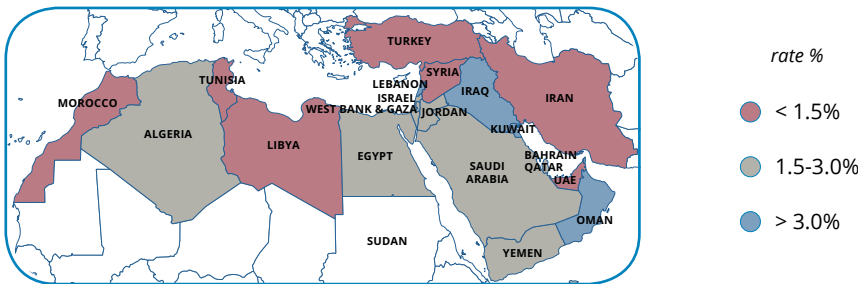 TURKEY
TUNISIA
LEBANON
SYRIA
MOROCCO
ISRAEL
IRAQ
IRAN
WEST BANK & GAZA
JORDAN
ALGERIA
LIBYA
KUWAIT
EGYPT
BAHRAIN
QATAR
SAUDI
ARABIA
UAE
OMAN
SUDAN
YEMEN
rate %
< 1.5%
1.5-3.0%
> 3.0%